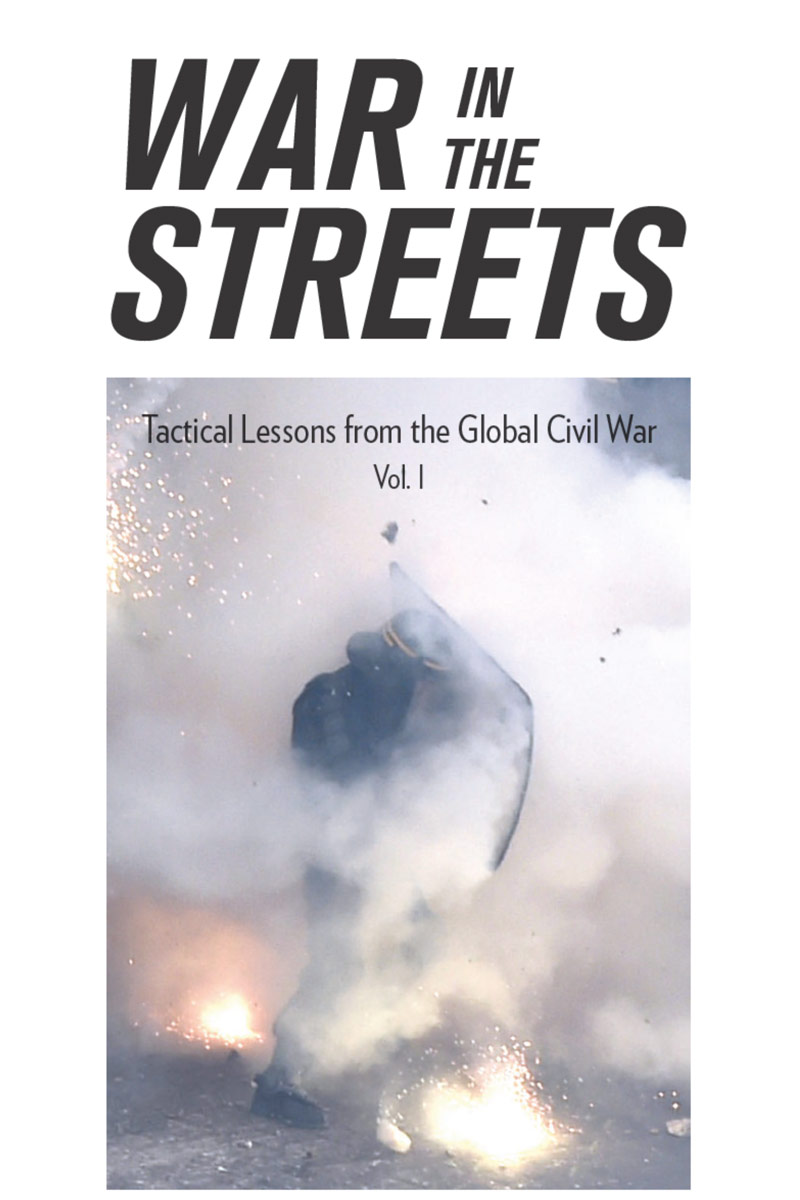 WAR IN
THE
STREETS
Tactical Lessons from the Global Civil War
Vol. I